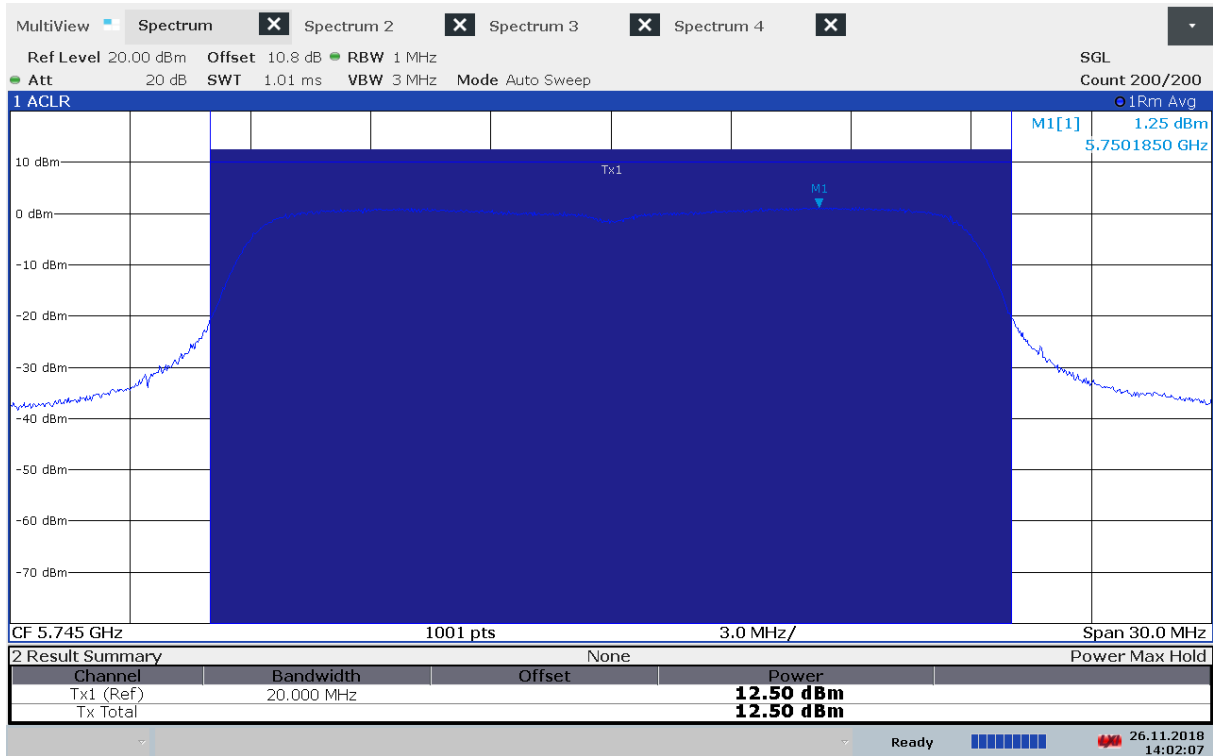 MultiView Spectrum X Spectrum 2 X Spectrum 3 X Spectrum 4 X
Ref Level 20.00 dBm Offset 10.8 dB RBW 1 MHz SGL
Att 20 dB SWT 1.01 ms VBW 3 MHz Mode Auto Sweep Count 200/200
1 ACLR 1Rm Avg
M1[1] 1.25 dBm
5.7501850 GHz
10 dBm
Tx1
M1
0 dBm
-10 dBm
-20 dBm
-30 dBm
-40 dBm
-50 dBm
-60 dBm
-70 dBm
CF 5.745 GHz 1001 pts 3.0 MHz/ Span 30.0 MHz
2 Result Summary None Power Max Hold
Channel Bandwidth Offset Power
Tx1 (Ref) 20.000 MHz 12.50 dBm
Tx Total 12.50 dBm
Ready 26.11.2018
14:02:07